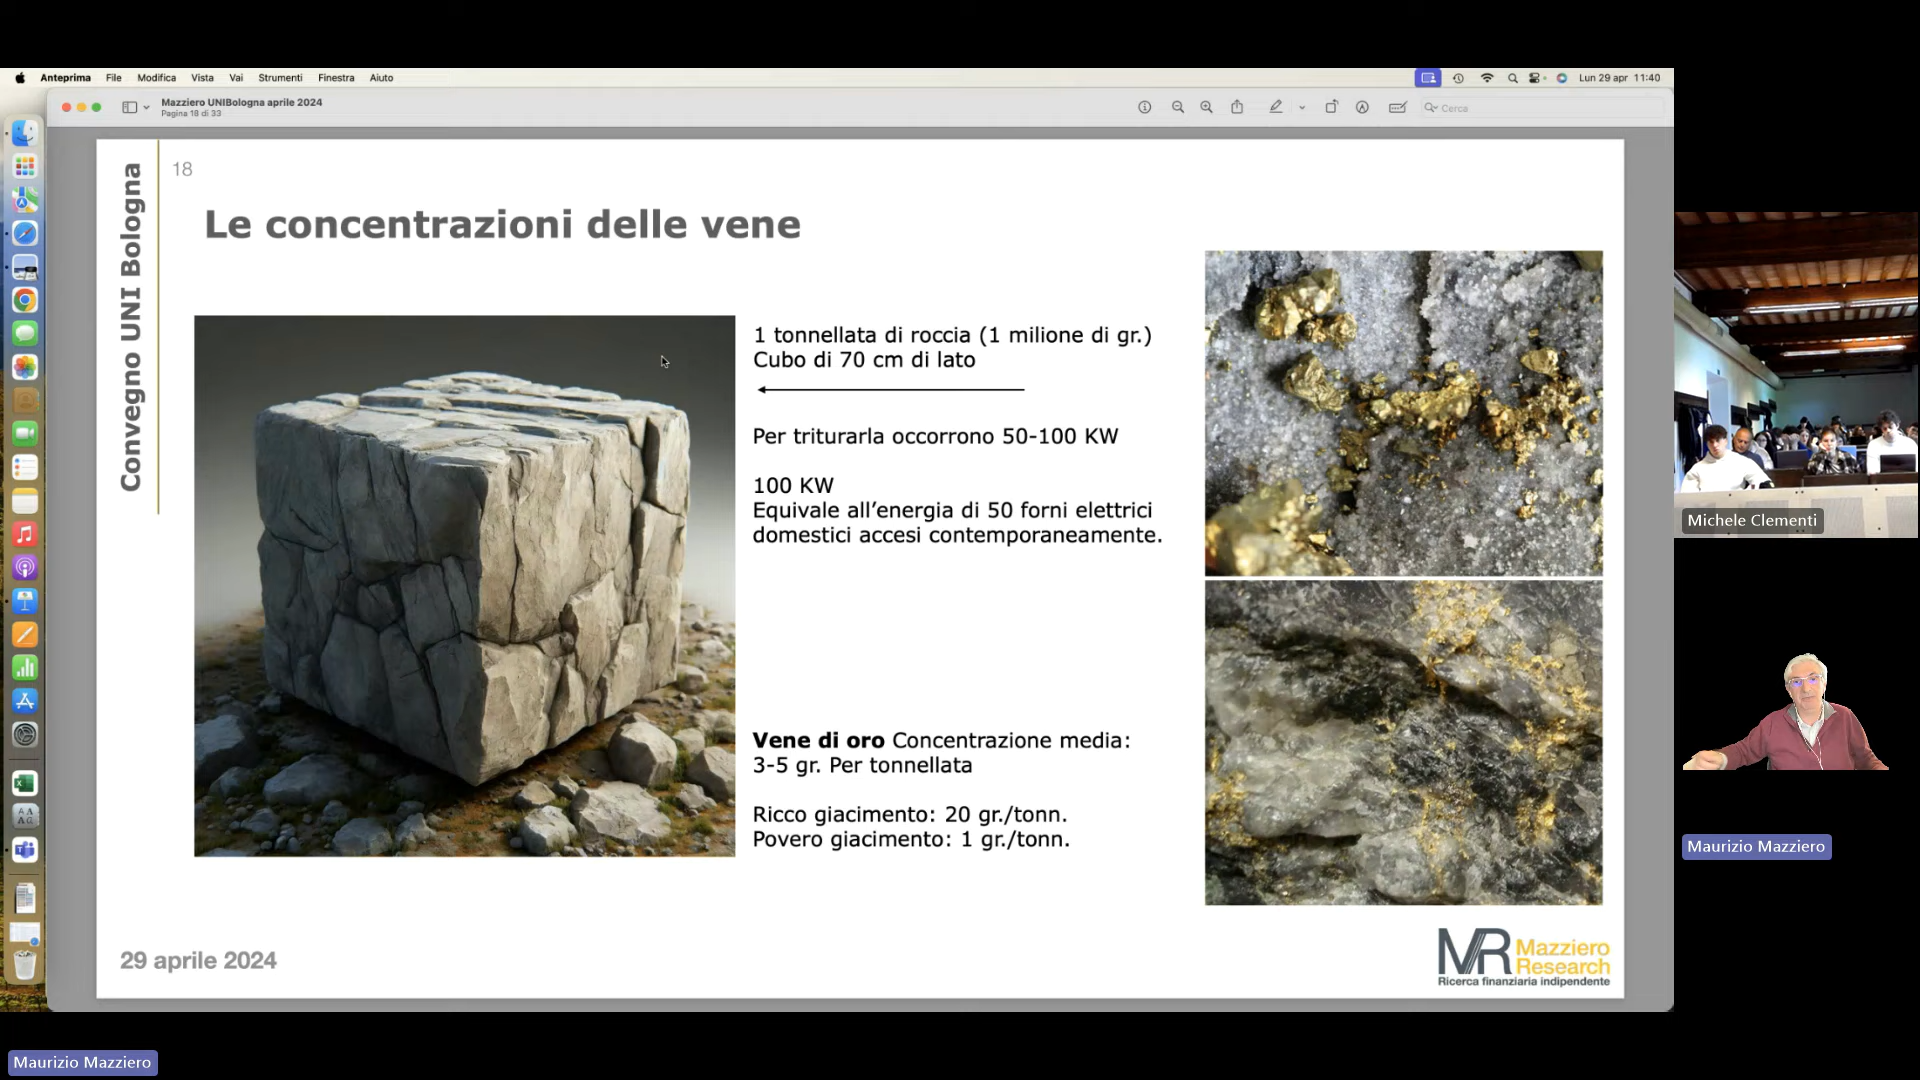 Anteprima File Modifica Vista Vai Strumenti Finestra Aiuto
Lun 29 apr 11:40
Mazziero UNIBologna aprile 2024
Pagina 18 di 33
Cerca
18
Convegno UNI Bologna
Le concentrazioni delle vene
1 tonnellata di roccia (1 milione di gr.)
Cubo di 70 cm di lato
Per triturarla occorrono 50-100 KW
100 KW
Equivale all’energia di 50 forni elettrici
domestici accesi contemporaneamente.
Vene di oro Concentrazione media:
3-5 gr. Per tonnellata
Ricco giacimento: 20 gr./tonn.
Povero giacimento: 1 gr./tonn.
29 aprile 2024
MR Mazziero
Research
Ricerca finanziaria indipendente
Michele Clementi
Maurizio Mazziero
Maurizio Mazziero